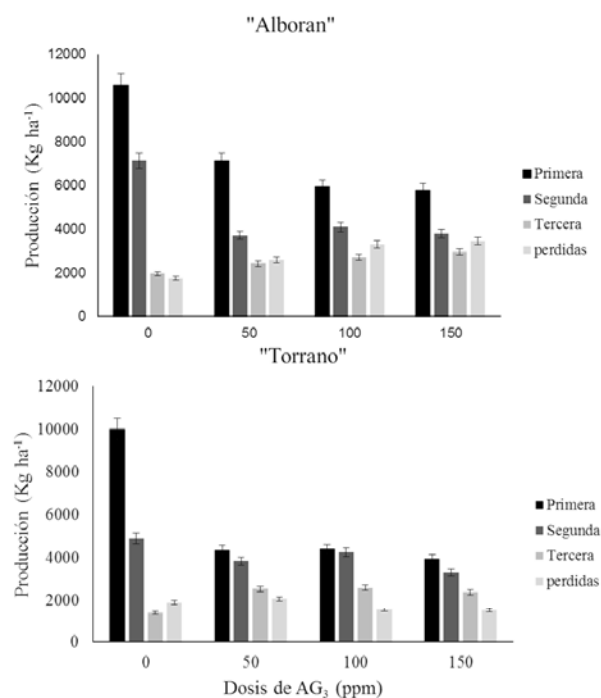 "Alboran"
Producción (Kg ha⁻¹)
12000
10000
8000
6000
4000
2000
0
0 50 100 150
Primera
Segunda
Tercera
perdidas
"Torrano"
Producción (Kg ha⁻¹)
12000
10000
8000
6000
4000
2000
0
0 50 100 150
Dosis de AG₃ (ppm)
Primera
Segunda
Tercera
perdidas